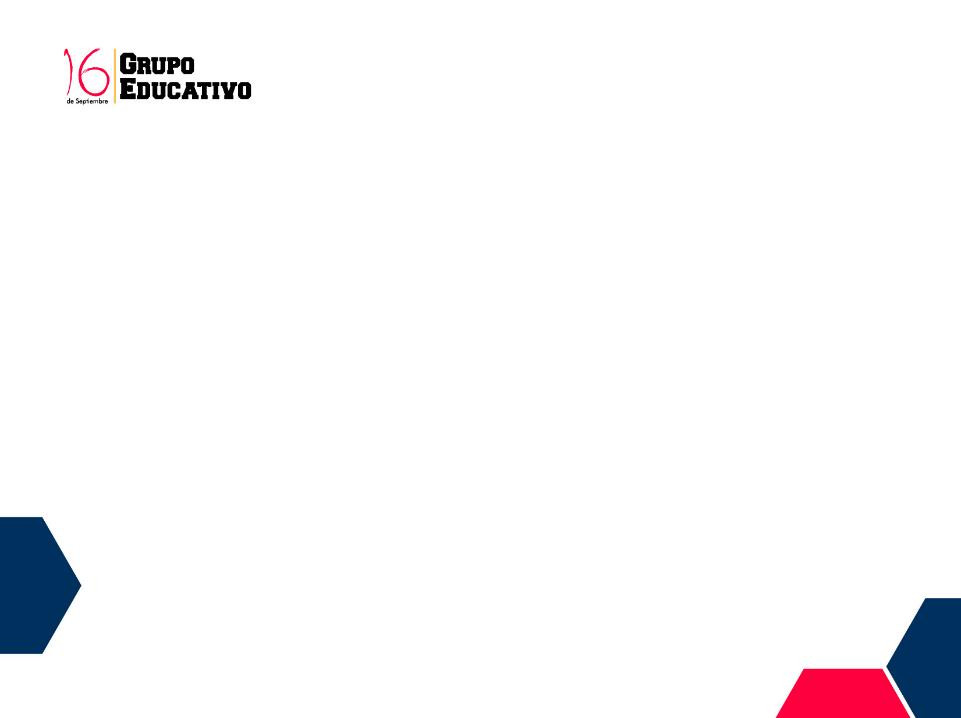 16
de Septiembre
GRUPO
EDUCATIVO